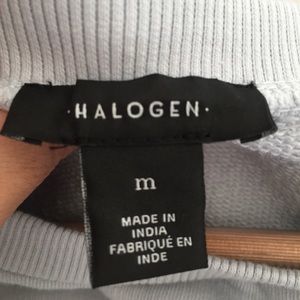 ·HALOGEN·
m
MADE IN
INDIA
FABRIQUÉ EN
INDE